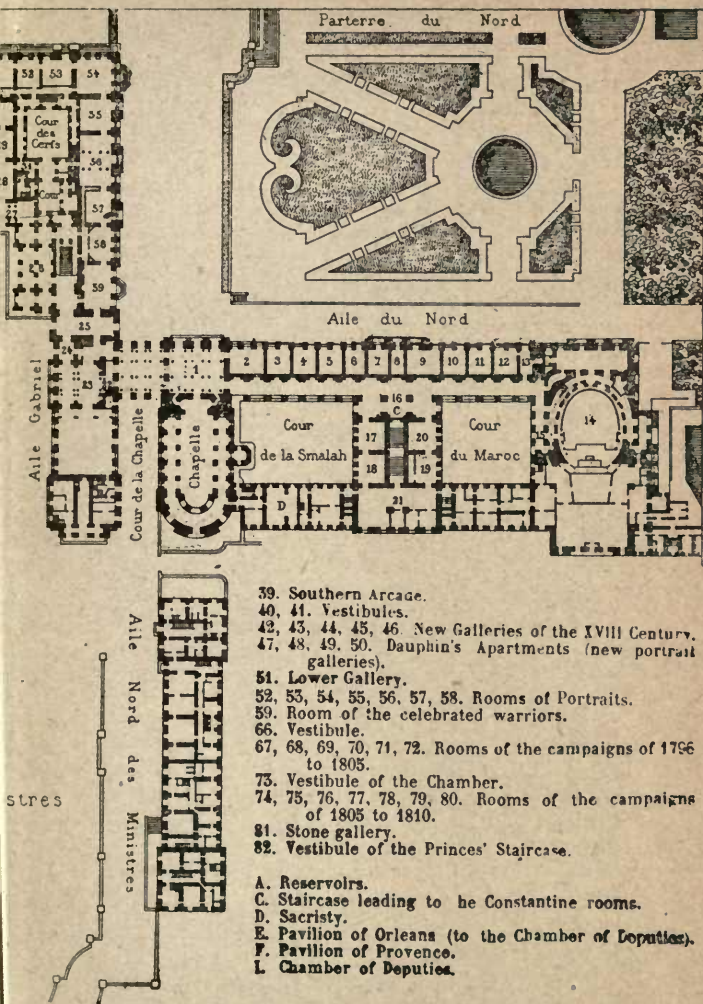 Parterre du Nord
52 53 54
Cour des Cerfs
55
56
Cour
57
58
59
25
Aile du Nord
Aile Gabriel
Cour de la Chapelle
1 2 3 4 5 6 7 8 9 10 11 12 13
Chapelle
Cour de la Smalah
16
C
17 20
18 19
21
D
Cour du Maroc
14
Aile Nord des Ministres
stres
39. Southern Arcage.
40, 41. Vestibules.
42, 43, 44, 45, 46. New Galleries of the XVIII Century.
47, 48, 49. 50. Dauphin's Apartments (new portrait
galleries).
51. Lower Gallery.
52, 53, 54, 55, 56, 57, 58. Rooms of Portraits.
59. Room of the celebrated warriors.
66. Vestibule.
67, 68, 69, 70, 71, 72. Rooms of the campaigns of 1796
to 1805.
73. Vestibule of the Chamber.
74, 75, 76, 77, 78, 79, 80. Rooms of the campaigns
of 1805 to 1810.
81. Stone gallery.
82. Vestibule of the Princes' Staircase.
A. Reservoirs.
C. Staircase leading to he Constantine rooms.
D. Sacristy.
E. Pavilion of Orleans (to the Chamber of Deputies).
F. Pavilion of Provence.
I. Chamber of Deputies.